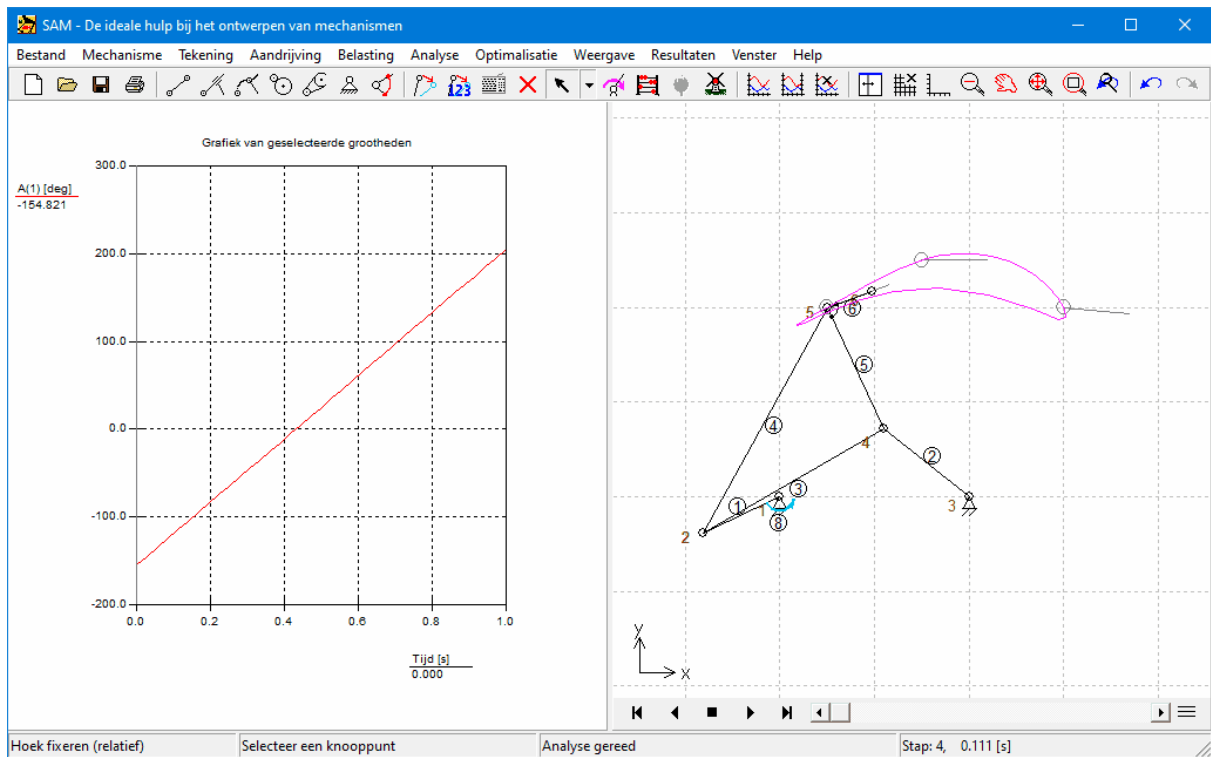 SAM - De ideale hulp bij het ontwerpen van mechanismen
Bestand Mechanisme Tekening Aandrijving Belasting Analyse Optimalisatie Weergave Resultaten Venster Help
123
Grafiek van geselecteerde grootheden
A(1) [deg]
-154.821
300.0
200.0
100.0
0.0
-100.0
-200.0
0.0 0.2 0.4 0.6 0.8 1.0
Tijd [s]
0.000
5
6
5
4
4
2
3
1
1
3
8
2
y
x
Hoek fixeren (relatief) Selecteer een knooppunt Analyse gereed Stap: 4, 0.111 [s]